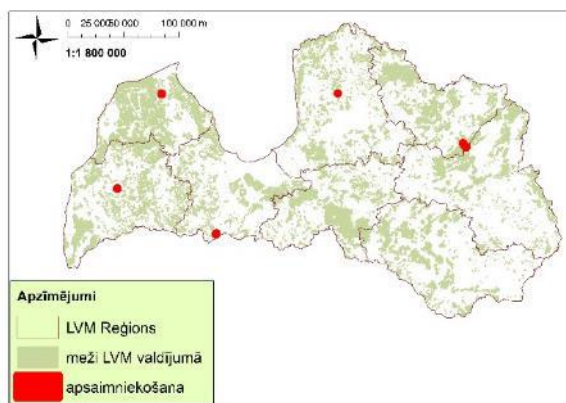 0 25 00050 000 100 000 m
1:1 800 000
Apzīmējumi
LVM Reģions
meži LVM valdījumā
apsaimniekošana